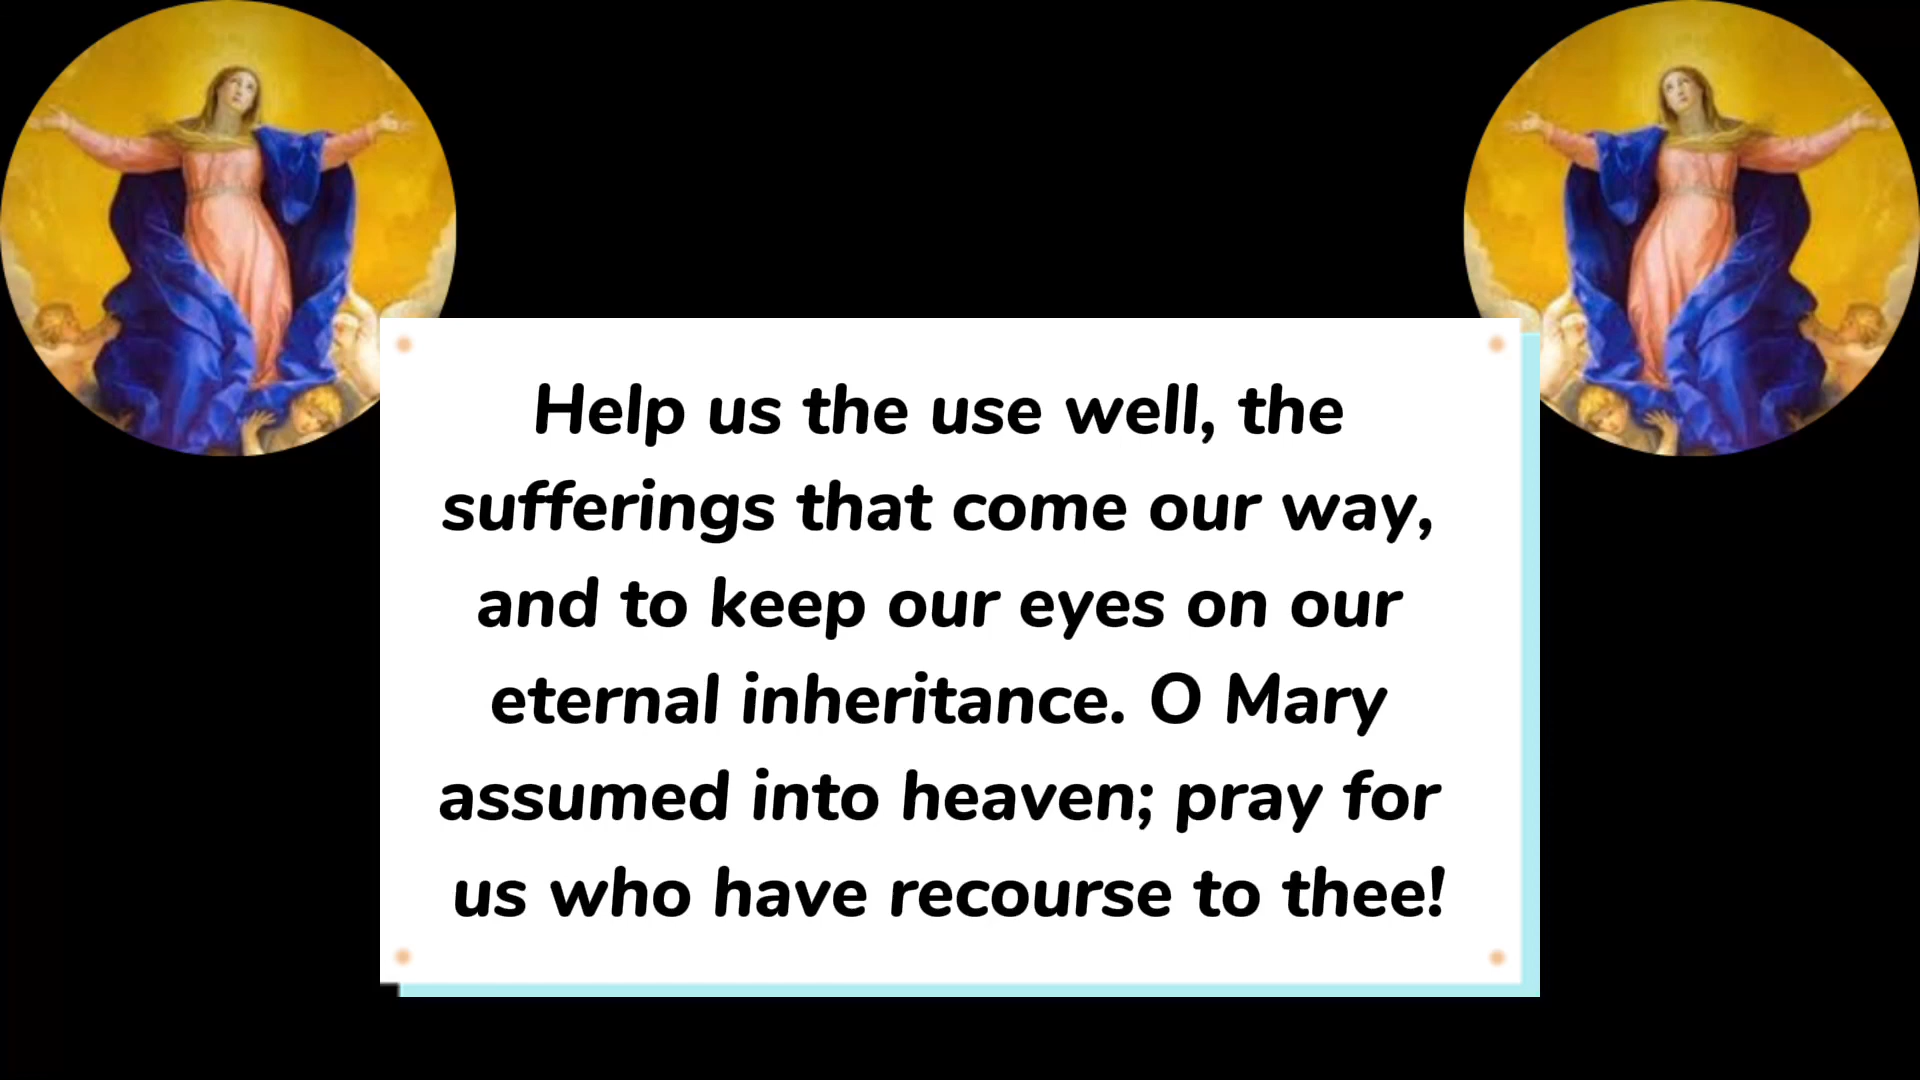 Help us the use well, the
sufferings that come our way,
and to keep our eyes on our
eternal inheritance. O Mary
assumed into heaven; pray for
us who have recourse to thee!